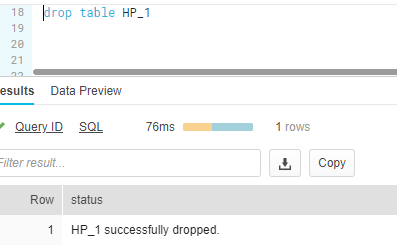 18 drop table HP_1
19
20
21
22
esults Data Preview
Query ID SQL 76ms 1 rows
Filter result... Copy
Row status
1 HP_1 successfully dropped.